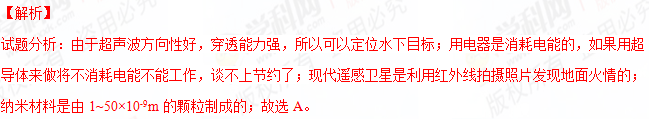 【解析】
试题分析：由于超声波方向性好，穿透能力强，所以可以定位水下目标；用电器是消耗电能的，如果用超
导体来做将不消耗电能不能工作，谈不上节约了；现代遥感卫星是利用红外线拍摄照片发现地面火情的；
纳米材料是由 1~50×10⁻⁹m 的颗粒制成的；故选 A。